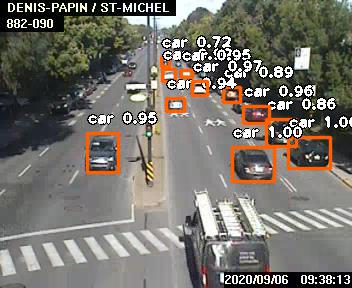 DENIS-PAPIN / ST-MICHEL
882-090
car 0.72
0.95
car 0.97
car 0.89
0.94
car 0.96
car 0.86
car 0.95
car 1.00
car 1.00
2020/09/06 09:38:13